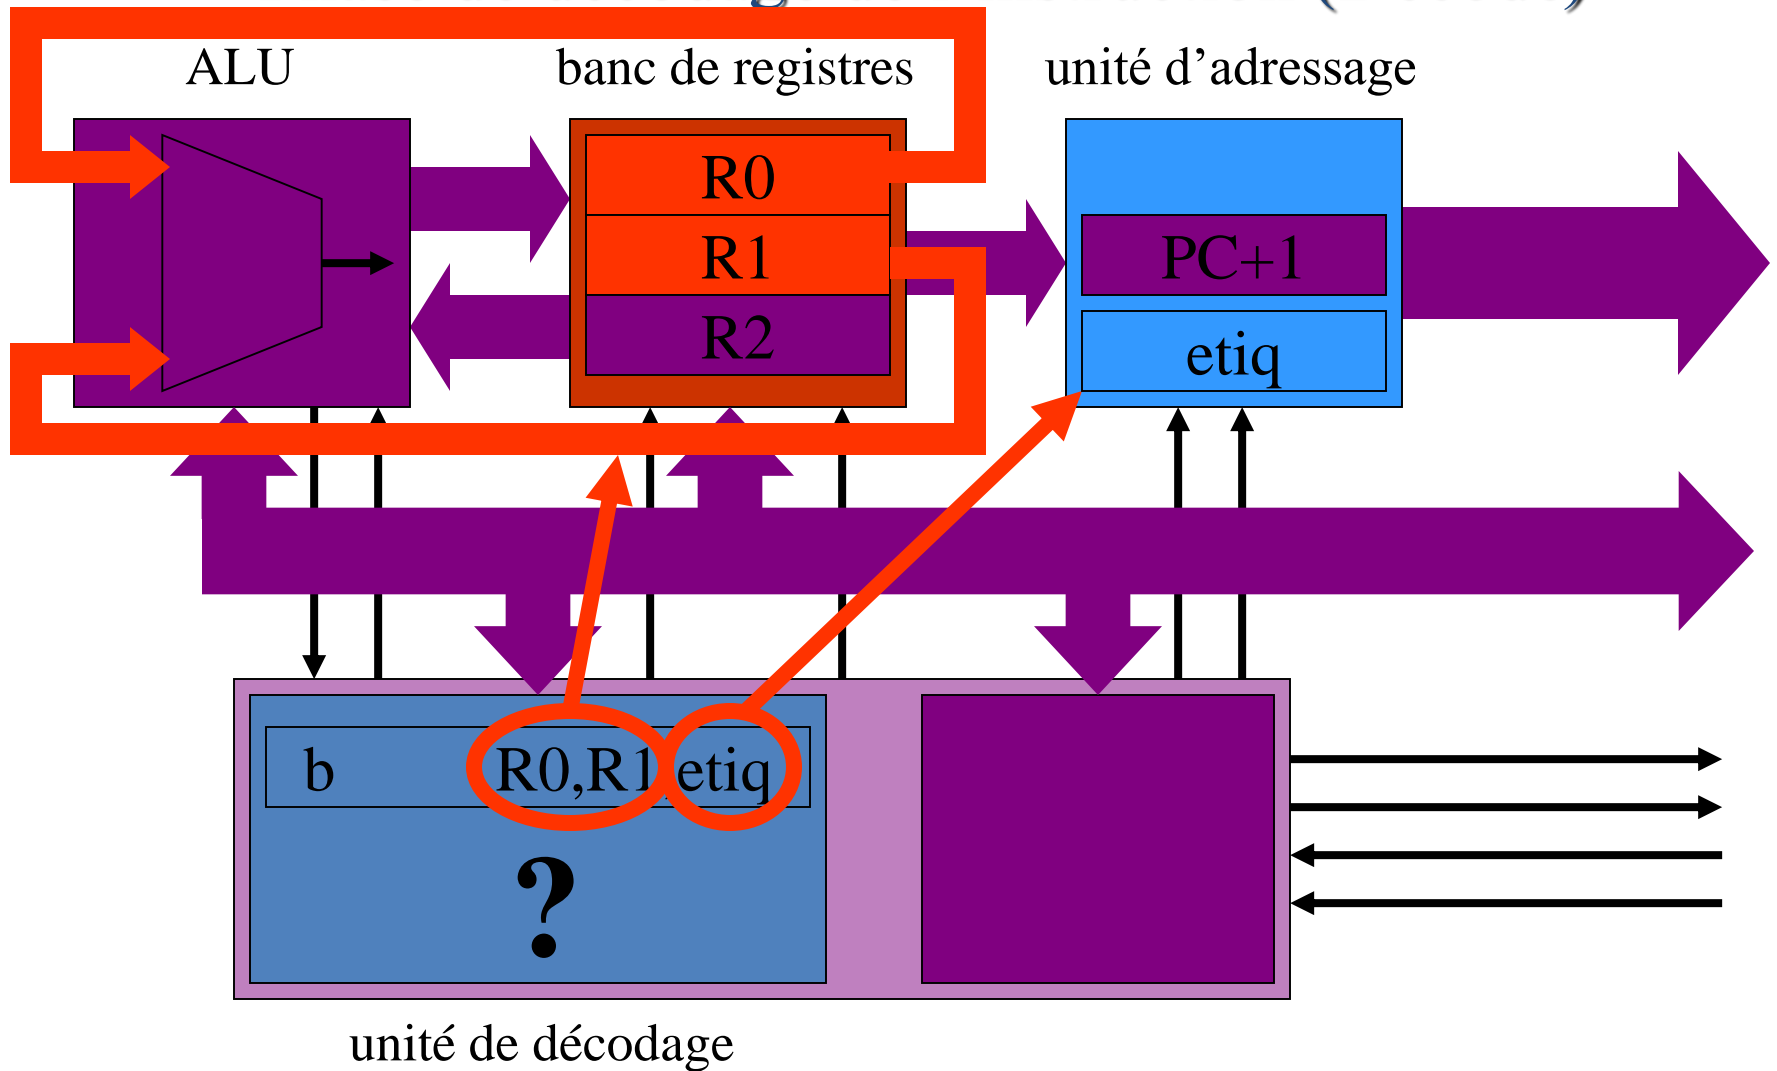 ALU
banc de registres
unité d’adressage
R0
R1
PC+1
R2
etiq
b R0,R1,etiq
?
unité de décodage